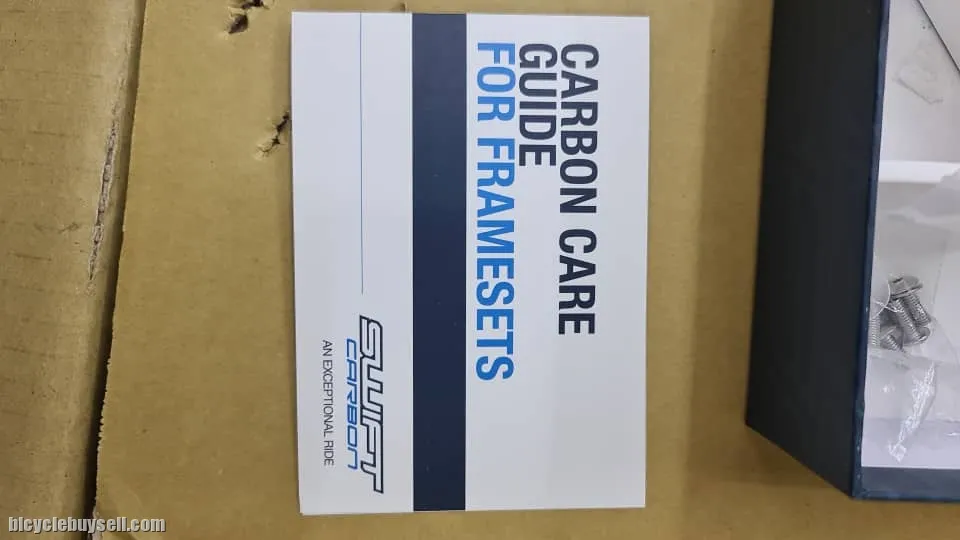 CARBON CARE
GUIDE
FOR FRAMESETS
SWIFT
CARBON
AN EXCEPTIONAL RIDE
bicyclebuysell.com